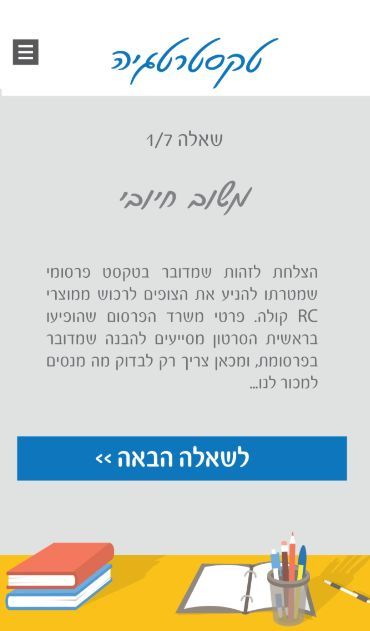 טקסטרטגיה
שאלה 1/7
משוב חיובי
הצלחת לזהות שמדובר בטקסט פרסומי
שמטרתו להניע את הצופים לרכוש ממוצרי
RC קולה. פרטי משרד הפרסום שהופיעו
בראשית הסרטון מסייעים להבנה שמדובר
בפרסומת, ומכאן צריך רק לבדוק מה מנסים
למכור לנו...
לשאלה הבאה >>